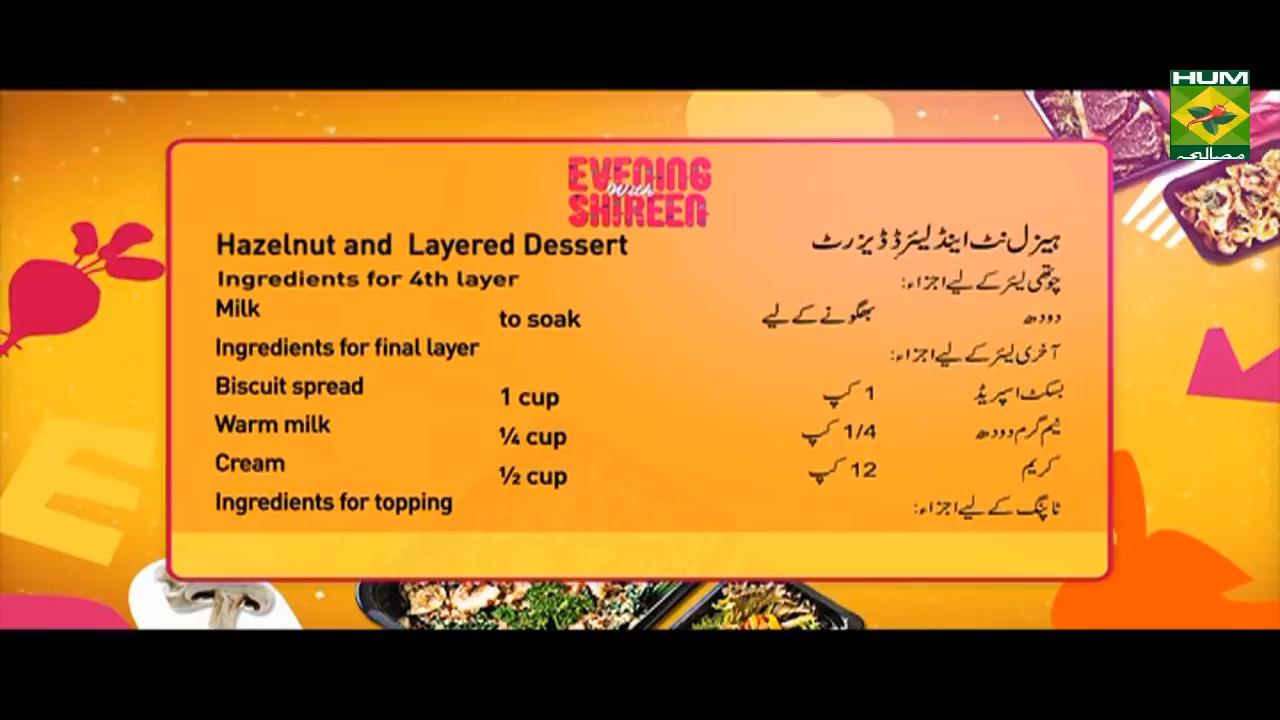 HUM
مصالحہ
EVENING
With
SHIREEN
Hazelnut and Layered Dessert
ہیزل نٹ اینڈ لیئرڈ ڈیزرٹ
Ingredients for 4th layer
چوتھی لیئر کے لیے اجزاء:
Milk to soak
دودھ بھگونے کے لیے
Ingredients for final layer
آخری لیئر کے لیے اجزاء:
Biscuit spread 1 cup
بسکٹ اسپریڈ 1 کپ
Warm milk ¼ cup
نیم گرم دودھ 1/4 کپ
Cream ½ cup
کریم 12 کپ
Ingredients for topping
ٹاپنگ کے لیے اجزاء: